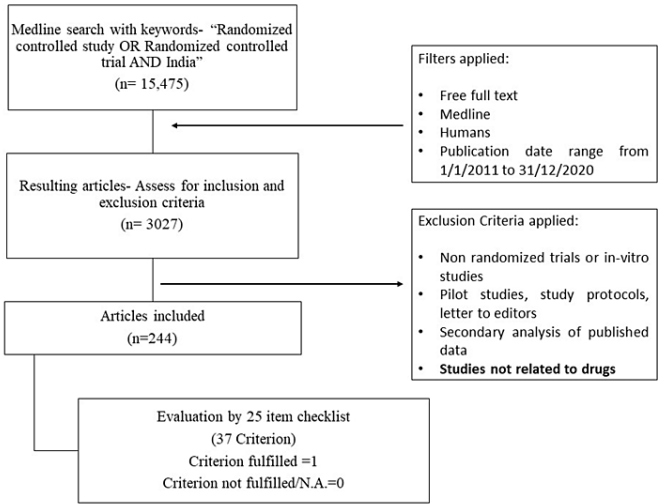 Medline search with keywords- “Randomized
controlled study OR Randomized controlled
trial AND India”
(n= 15,475)
Filters applied:
• Free full text
• Medline
• Humans
• Publication date range from
1/1/2011 to 31/12/2020
Resulting articles- Assess for inclusion and
exclusion criteria
(n= 3027)
Exclusion Criteria applied:
• Non randomized trials or in-vitro
studies
• Pilot studies, study protocols,
letter to editors
• Secondary analysis of published
data
• Studies not related to drugs
Articles included
(n=244)
Evaluation by 25 item checklist
(37 Criterion)
Criterion fulfilled =1
Criterion not fulfilled/N.A.=0